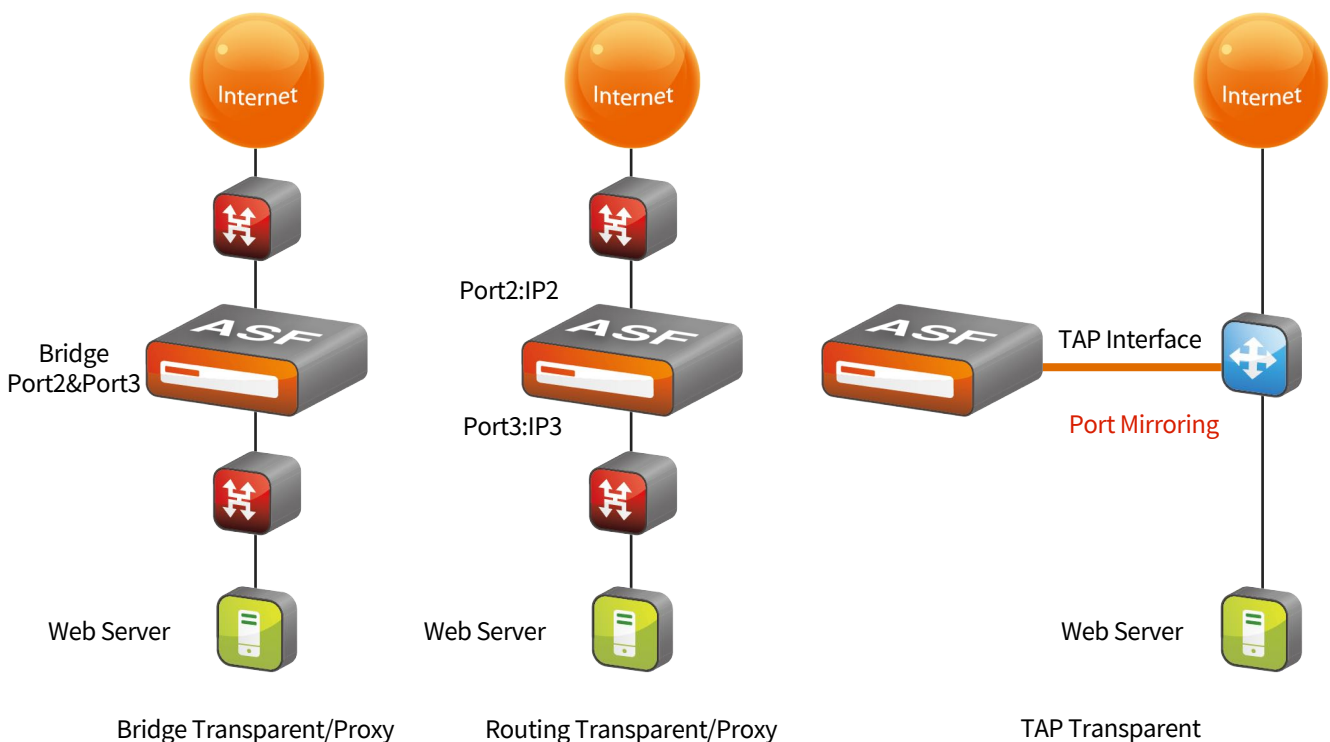 Internet
Internet
Internet
Port2:IP2
ASF
ASF
ASF
Bridge
Port2&Port3
TAP Interface
Port3:IP3
Port Mirroring
Web Server
Web Server
Web Server
Bridge Transparent/Proxy
Routing Transparent/Proxy
TAP Transparent